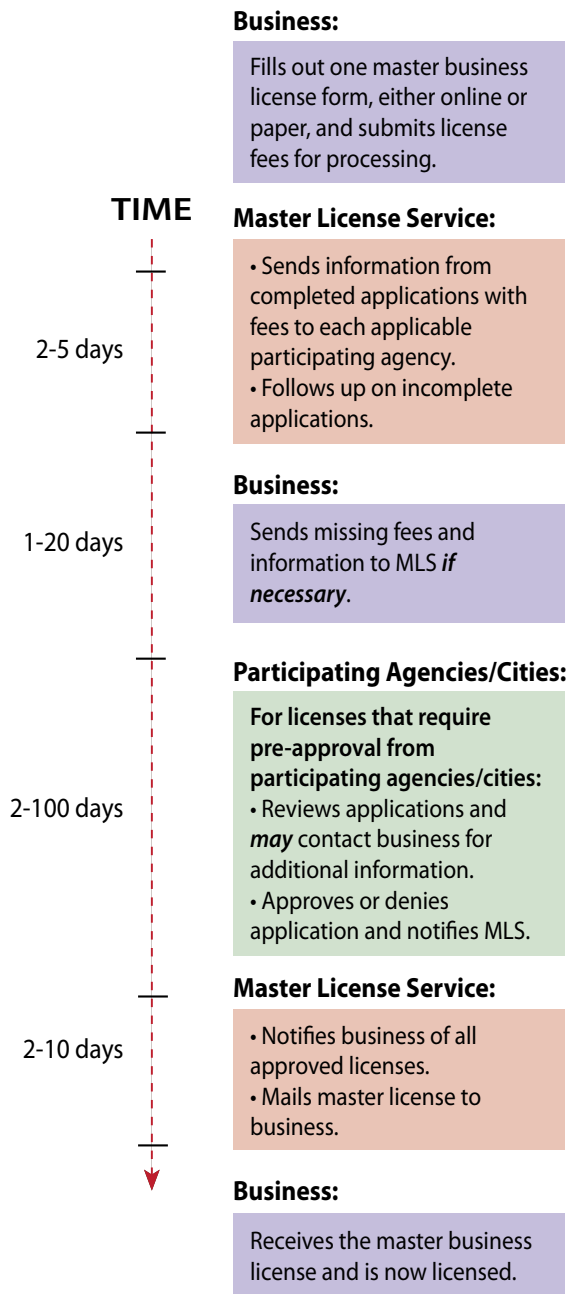 Business:
Fills out one master business
license form, either online or
paper, and submits license
fees for processing.
TIME
Master License Service:
• Sends information from
completed applications with
fees to each applicable
participating agency.
• Follows up on incomplete
applications.
2-5 days
Business:
Sends missing fees and
information to MLS if
necessary.
1-20 days
Participating Agencies/Cities:
For licenses that require
pre-approval from
participating agencies/cities:
• Reviews applications and
may contact business for
additional information.
• Approves or denies
application and notifies MLS.
2-100 days
Master License Service:
• Notifies business of all
approved licenses.
• Mails master license to
business.
2-10 days
Business:
Receives the master business
license and is now licensed.